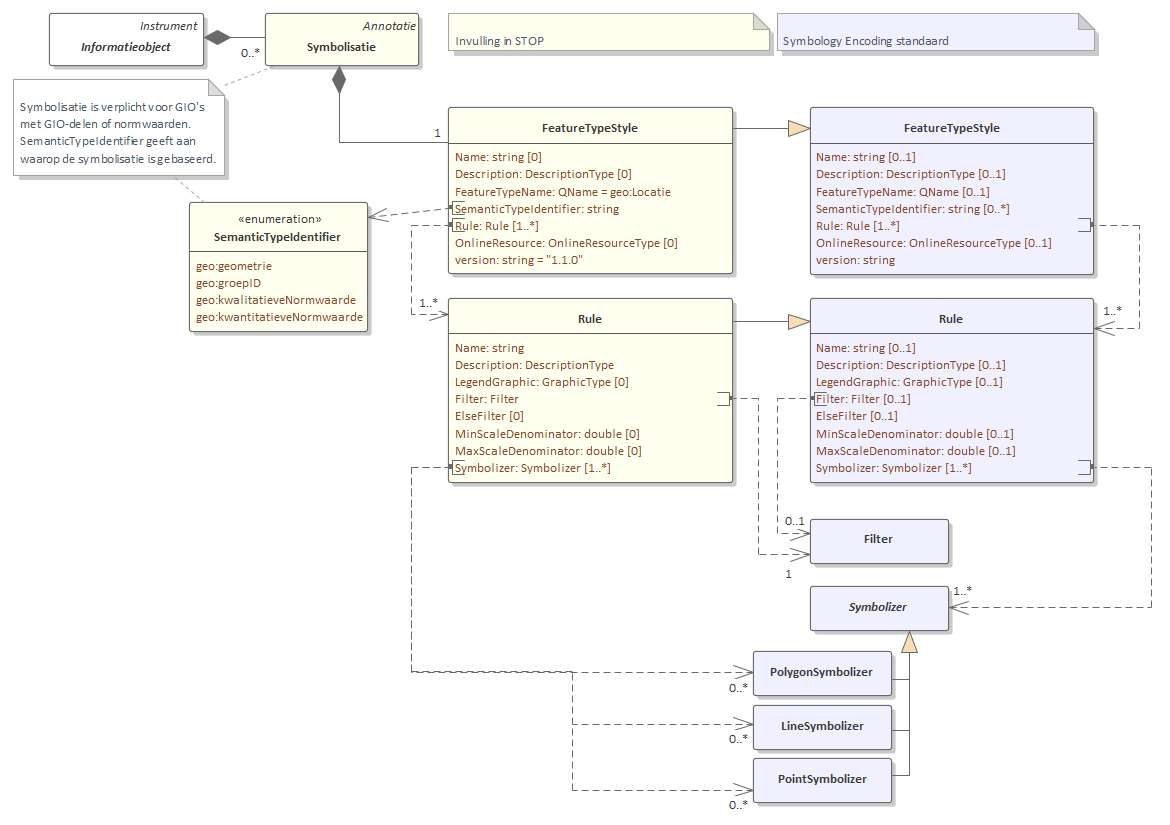 Instrument
Informatieobject
0..*
Annotatie
Symbolisatie
Invulling in STOP
Symbology Encoding standaard
Symbolisatie is verplicht voor GIO's
met GIO-delen of normwaarden.
SemanticTypeIdentifier geeft aan
waarop de symbolisatie is gebaseerd.
1
FeatureTypeStyle
Name: string [0]
Description: DescriptionType [0]
FeatureTypeName: QName = geo:Locatie
SemanticTypeIdentifier: string
Rule: Rule [1..*]
OnlineResource: OnlineResourceType [0]
version: string = "1.1.0"
FeatureTypeStyle
Name: string [0..1]
Description: DescriptionType [0..1]
FeatureTypeName: QName [0..1]
SemanticTypeIdentifier: string [0..*]
Rule: Rule [1..*]
OnlineResource: OnlineResourceType [0..1]
version: string
«enumeration»
SemanticTypeIdentifier
geo:geometrie
geo:groepID
geo:kwalitatieveNormwaarde
geo:kwantitatieveNormwaarde
1..*
1..*
Rule
Name: string
Description: DescriptionType
LegendGraphic: GraphicType [0]
Filter: Filter
ElseFilter [0]
MinScaleDenominator: double [0]
MaxScaleDenominator: double [0]
Symbolizer: Symbolizer [1..*]
Rule
Name: string [0..1]
Description: DescriptionType [0..1]
LegendGraphic: GraphicType [0..1]
Filter: Filter [0..1]
ElseFilter [0..1]
MinScaleDenominator: double [0..1]
MaxScaleDenominator: double [0..1]
Symbolizer: Symbolizer [1..*]
0..1
Filter
1
Symbolizer
1..*
PolygonSymbolizer
0..*
LineSymbolizer
0..*
PointSymbolizer
0..*